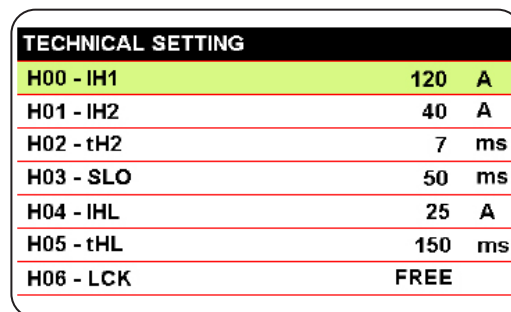 TECHNICAL SETTING
H00 - IH1 120 A
H01 - IH2 40 A
H02 - tH2 7 ms
H03 - SLO 50 ms
H04 - IHL 25 A
H05 - tHL 150 ms
H06 - LCK FREE